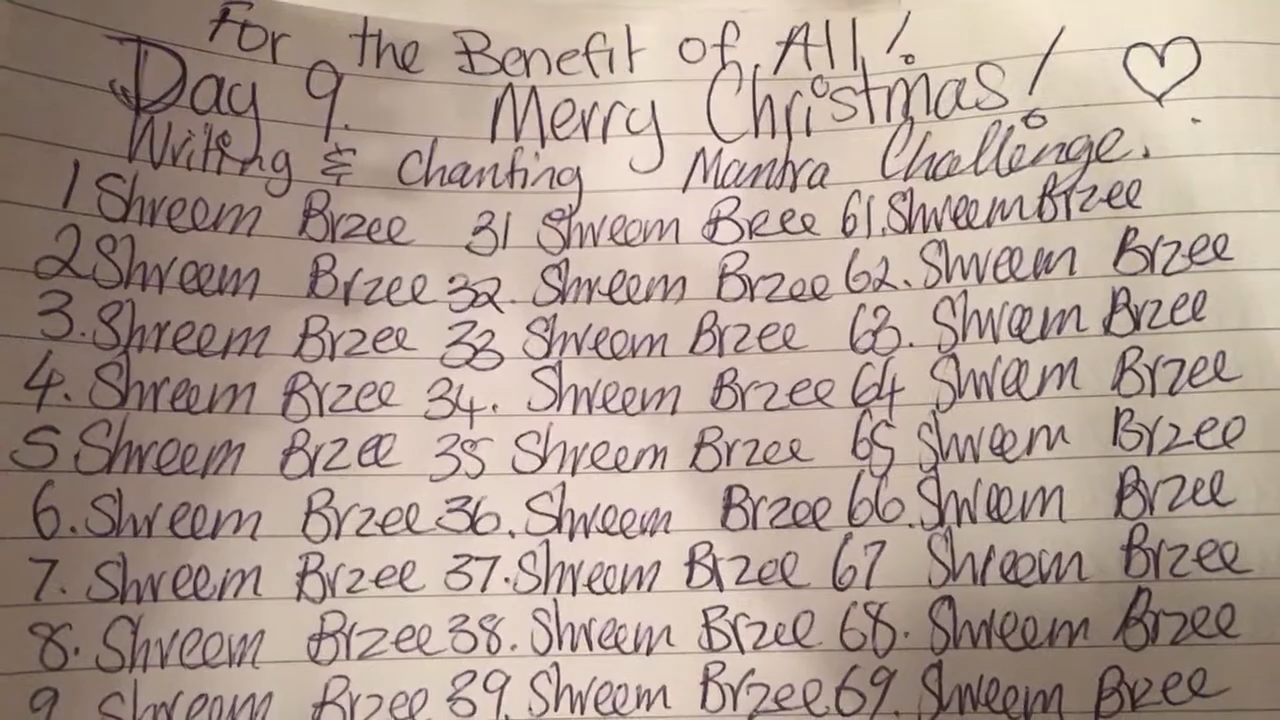 For the Benefit of All!
Day 9. Merry Christmas! ♡
Writing & Chanting Mantra Challenge.
1 Shreem Brzee 31 Shreem Bree 61. Shreem Brzee
2 Shreem Brzee 32. Shreem Brzee 62. Shreem Brzee
3. Shreem Brzee 33 Shreem Brzee 63. Shreem Brzee
4. Shreem Brzee 34. Shreem Brzee 64 Shreem Brzee
5 Shreem Brzee 35 Shreem Brzee 65 Shreem Brzee
6. Shreem Brzee 36. Shreem Brzee 66. Shreem Brzee
7. Shreem Brzee 37. Shreem Brzee 67 Shreem Brzee
8. Shreem Brzee 38. Shreem Brzee 68. Shreem Brzee
9 Shreem Brzee 39. Shreem Brzee 69. Shreem Bzee